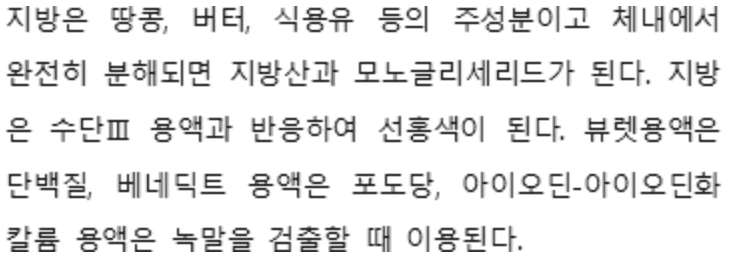 지방은 땅콩, 버터, 식용유 등의 주성분이고 체내에서
완전히 분해되면 지방산과 모노글리세리드가 된다. 지방
은 수단Ⅲ 용액과 반응하여 선홍색이 된다. 뷰렛용액은
단백질, 베네딕트 용액은 포도당, 아이오딘-아이오딘화
칼륨 용액은 녹말을 검출할 때 이용된다.